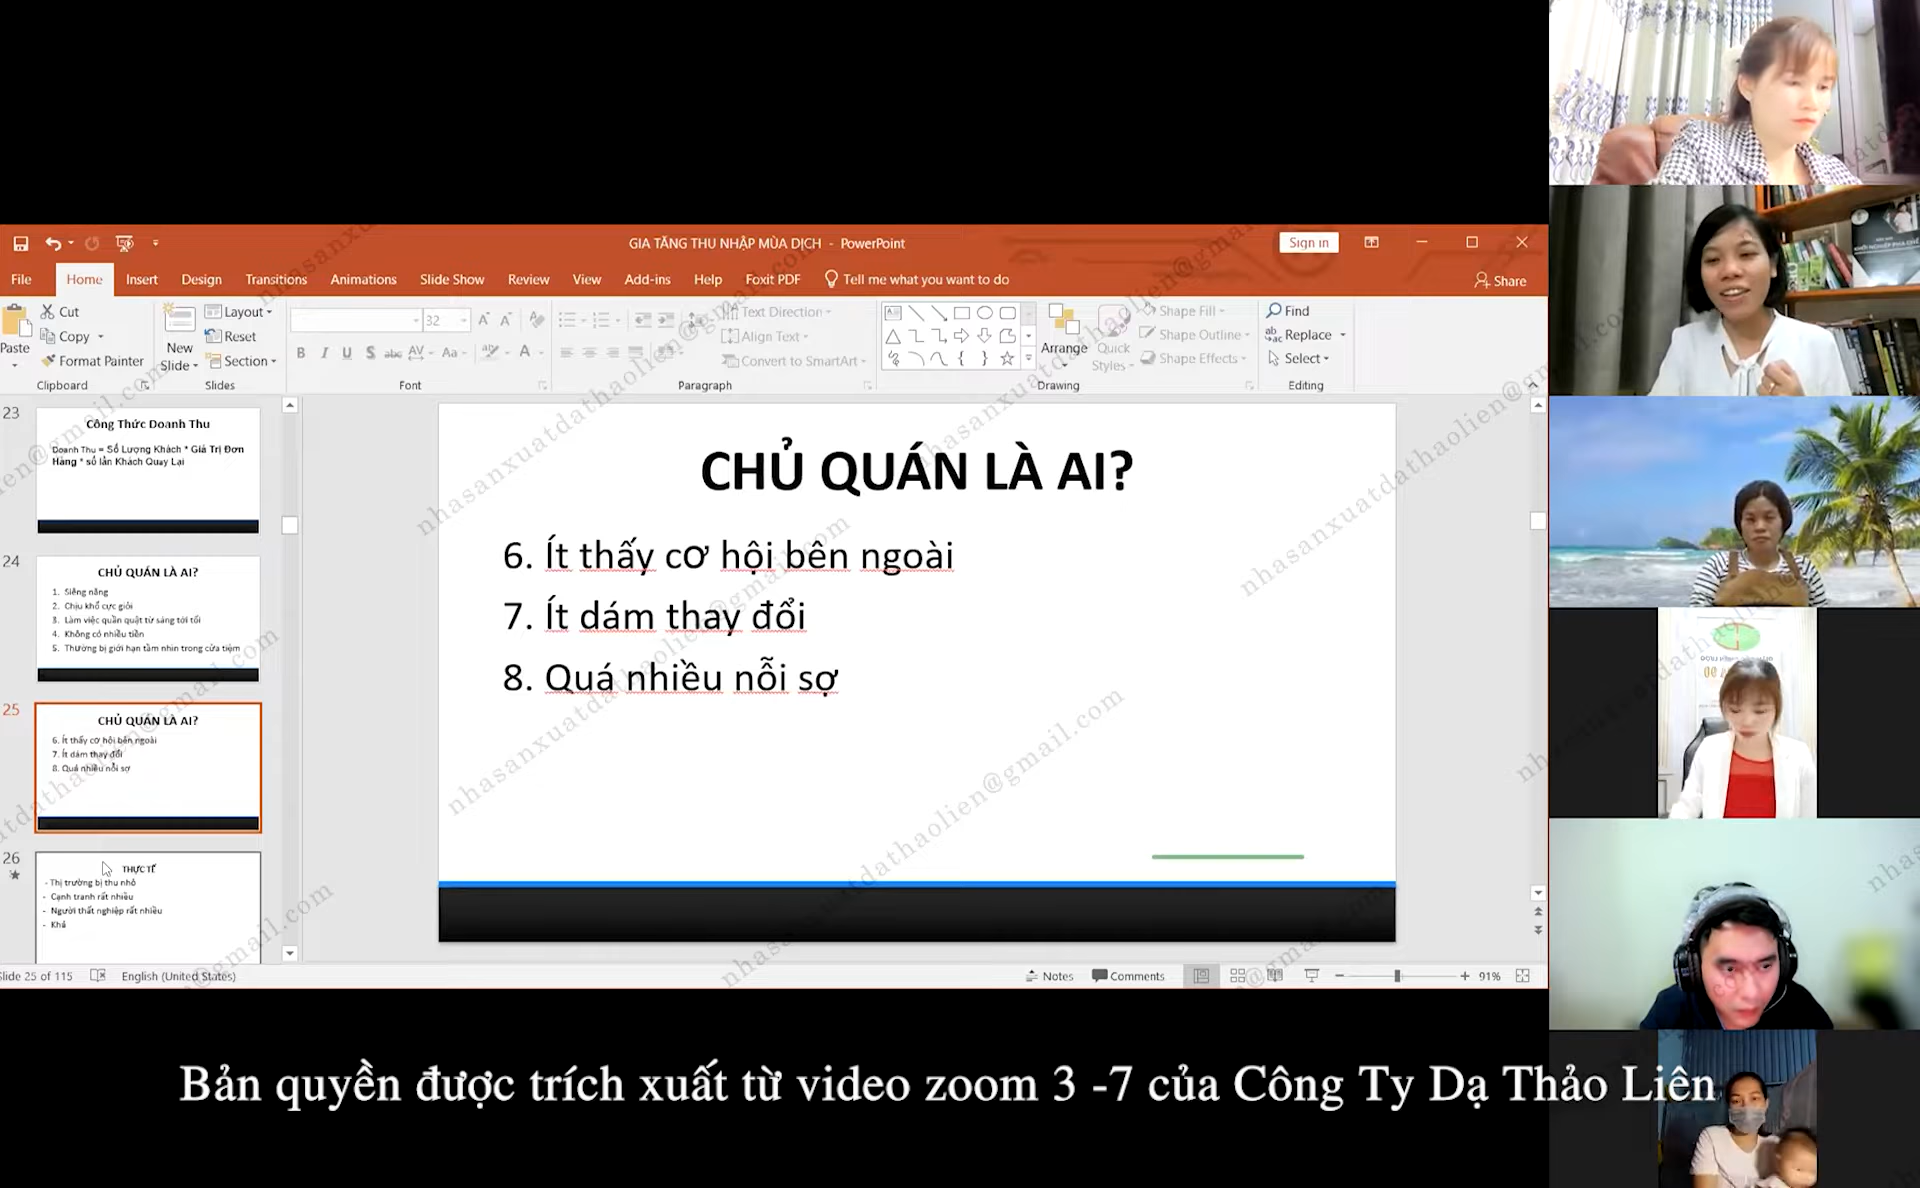 GIA TĂNG THU NHẬP MÙA DỊCH - PowerPoint
Sign in
File Home Insert Design Transitions Animations Slide Show Review View Add-ins Help Foxit PDF Tell me what you want to do
Share
Paste
Cut
Copy
Format Painter
Clipboard
New Slide
Layout
Reset
Section
Slides
32
Font
Text Direction
Align Text
Convert to SmartArt
Paragraph
Arrange
Quick Styles
Shape Fill
Shape Outline
Shape Effects
Drawing
Find
Replace
Select
Editing
23
Công Thức Doanh Thu
Doanh Thu = Số Lượng Khách * Giá Trị Đơn
Hàng * số lần Khách Quay Lại
24
CHỦ QUÁN LÀ AI?
1. Siêng năng
2. Chịu khổ cực giỏi
3. Làm việc quần quật từ sáng tới tối
4. Không có nhiều tiền
5. Thường bị giới hạn tầm nhìn trong cửa tiệm
25
CHỦ QUÁN LÀ AI?
6. Ít thấy cơ hội bên ngoài
7. Ít dám thay đổi
8. Quá nhiều nỗi sợ
26
THỰC TẾ
- Thị trường bị thu nhỏ
- Cạnh tranh rất nhiều
- Người thất nghiệp rất nhiều
- Khá
CHỦ QUÁN LÀ AI?
6. Ít thấy cơ hội bên ngoài
7. Ít dám thay đổi
8. Quá nhiều nỗi sợ
nhasanxuatdathaolien@gmail.com
Slide 25 of 115
English (United States)
Notes
Comments
91%
Bản quyền được trích xuất từ video zoom 3 -7 của Công Ty Dạ Thảo Liên